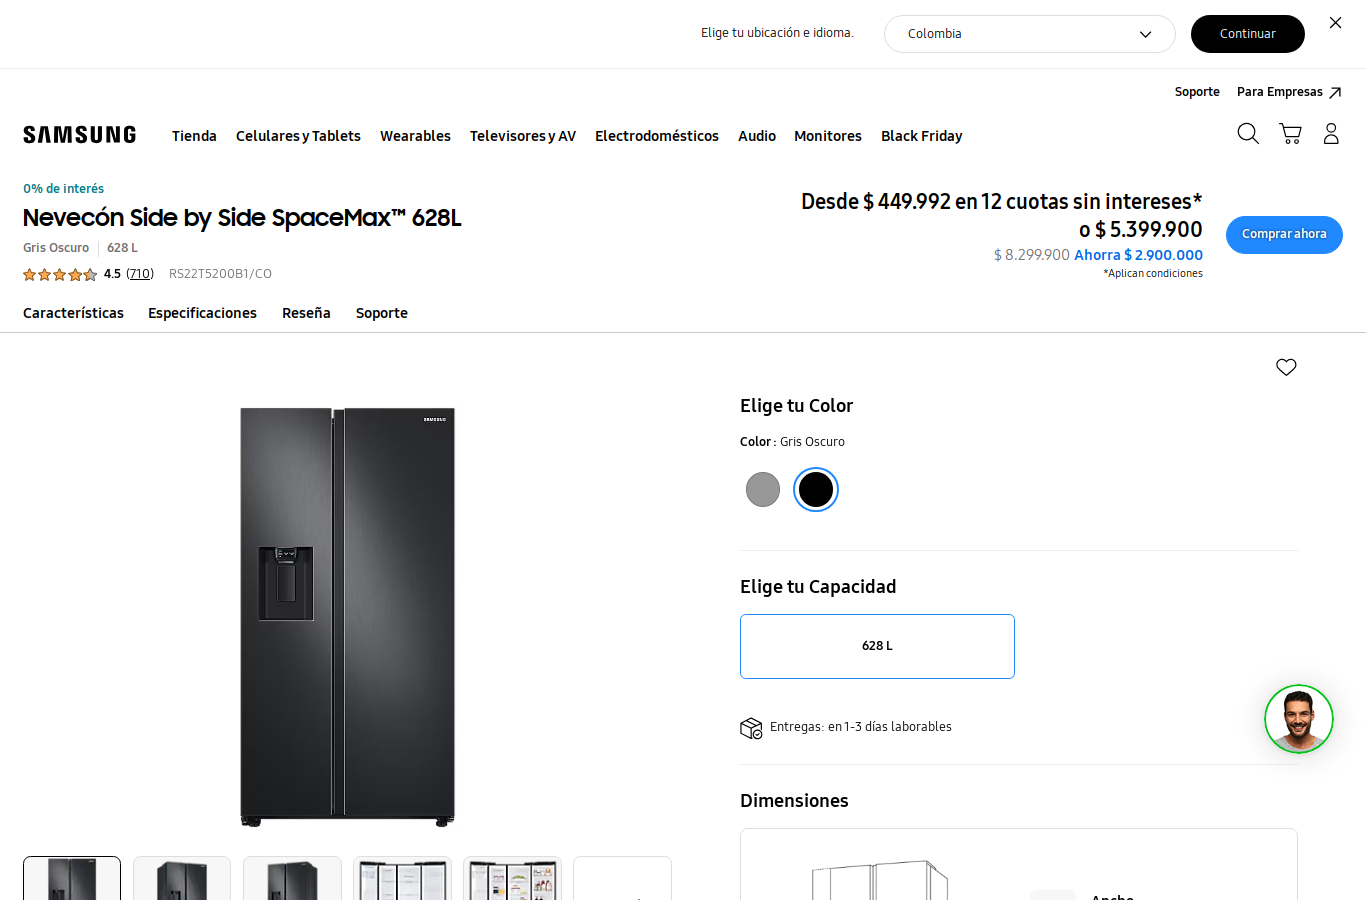 Elige tu ubicación e idioma.
Colombia
Continuar
Soporte
Para Empresas
SAMSUNG
Tienda
Celulares y Tablets
Wearables
Televisores y AV
Electrodomésticos
Audio
Monitores
Black Friday
0% de interés
Nevecón Side by Side SpaceMax™ 628L
Gris Oscuro
628 L
4.5 (710) RS22T5200B1/CO
Desde $ 449.992 en 12 cuotas sin intereses*
o $ 5.399.900
$ 8.299.900 Ahorra $ 2.900.000
*Aplican condiciones
Comprar ahora
Características
Especificaciones
Reseña
Soporte
SAMSUNG
Elige tu Color
Color : Gris Oscuro
Elige tu Capacidad
628 L
Entregas: en 1-3 días laborables
Dimensiones
Ancho